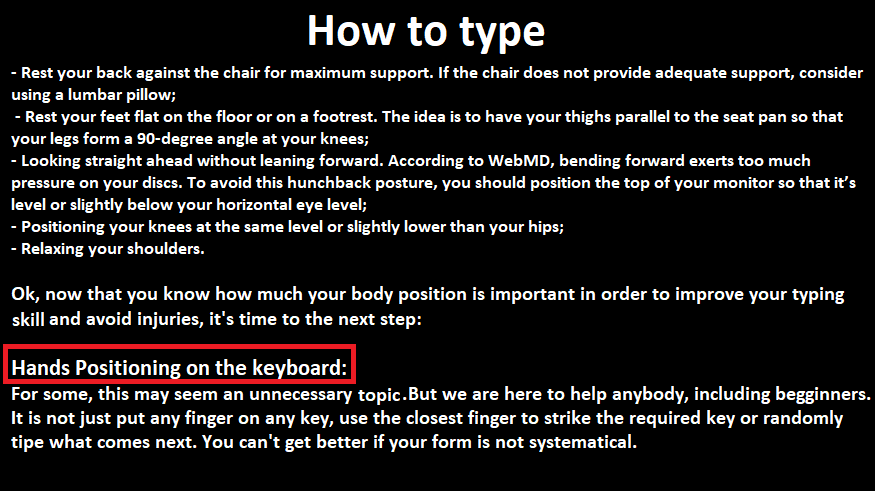 How to type
- Rest your back against the chair for maximum support. If the chair does not provide adequate support, consider
using a lumbar pillow;
- Rest your feet flat on the floor or on a footrest. The idea is to have your thighs parallel to the seat pan so that
your legs form a 90-degree angle at your knees;
- Looking straight ahead without leaning forward. According to WebMD, bending forward exerts too much
pressure on your discs. To avoid this hunchback posture, you should position the top of your monitor so that it’s
level or slightly below your horizontal eye level;
- Positioning your knees at the same level or slightly lower than your hips;
- Relaxing your shoulders.
Ok, now that you know how much your body position is important in order to improve your typing
skill and avoid injuries, it's time to the next step:
Hands Positioning on the keyboard:
For some, this may seem an unnecessary topic.But we are here to help anybody, including begginners.
It is not just put any finger on any key, use the closest finger to strike the required key or randomly
tipe what comes next. You can't get better if your form is not systematical.